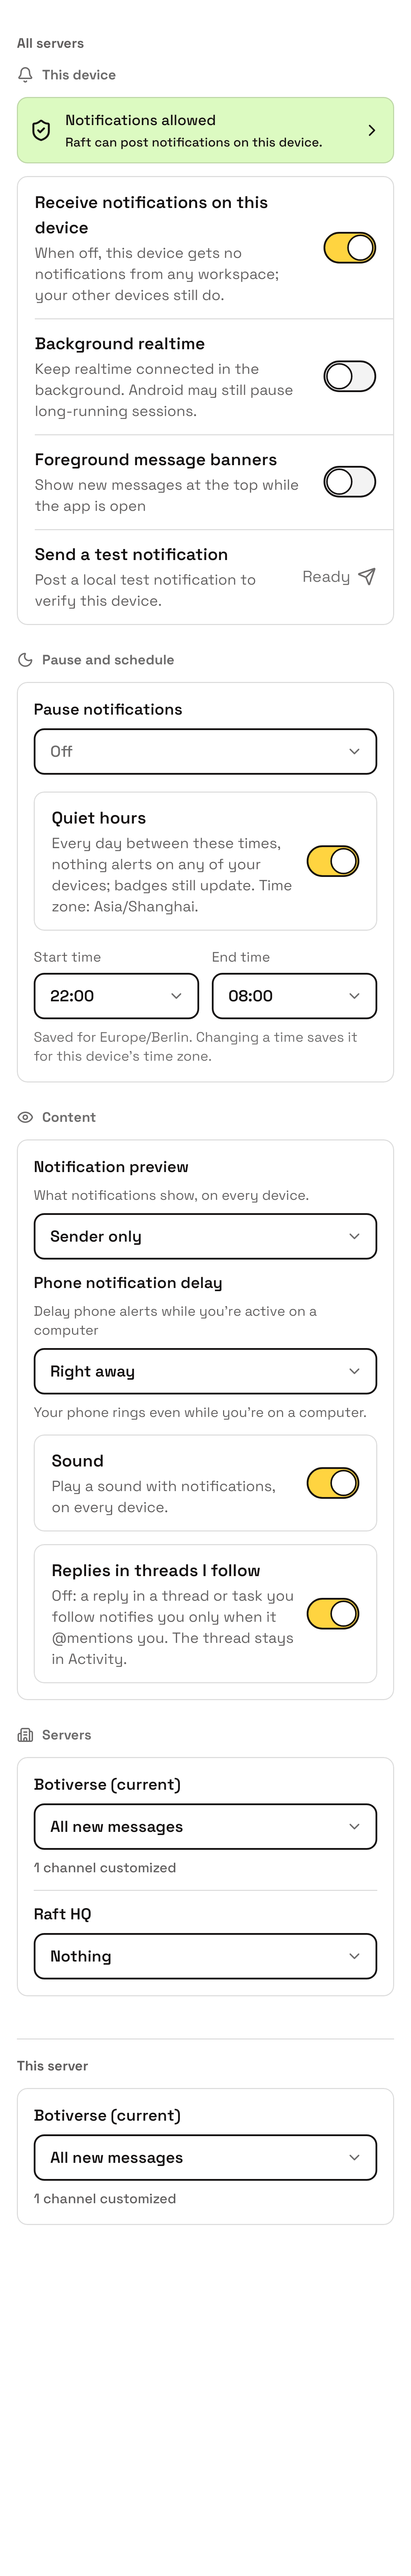 All servers
This device
Notifications allowed
Raft can post notifications on this device.
Receive notifications on this
device
When off, this device gets no
notifications from any workspace;
your other devices still do.
Background realtime
Keep realtime connected in the
background. Android may still pause
long-running sessions.
Foreground message banners
Show new messages at the top while
the app is open
Send a test notification
Post a local test notification to
verify this device.
Ready
Pause and schedule
Pause notifications
Off
Quiet hours
Every day between these times,
nothing alerts on any of your
devices; badges still update. Time
zone: Asia/Shanghai.
Start time
End time
22:00
08:00
Saved for Europe/Berlin. Changing a time saves it
for this device's time zone.
Content
Notification preview
What notifications show, on every device.
Sender only
Phone notification delay
Delay phone alerts while you're active on a
computer
Right away
Your phone rings even while you're on a computer.
Sound
Play a sound with notifications,
on every device.
Replies in threads I follow
Off: a reply in a thread or task you
follow notifies you only when it
@mentions you. The thread stays
in Activity.
Servers
Botiverse (current)
All new messages
1 channel customized
Raft HQ
Nothing
This server
Botiverse (current)
All new messages
1 channel customized